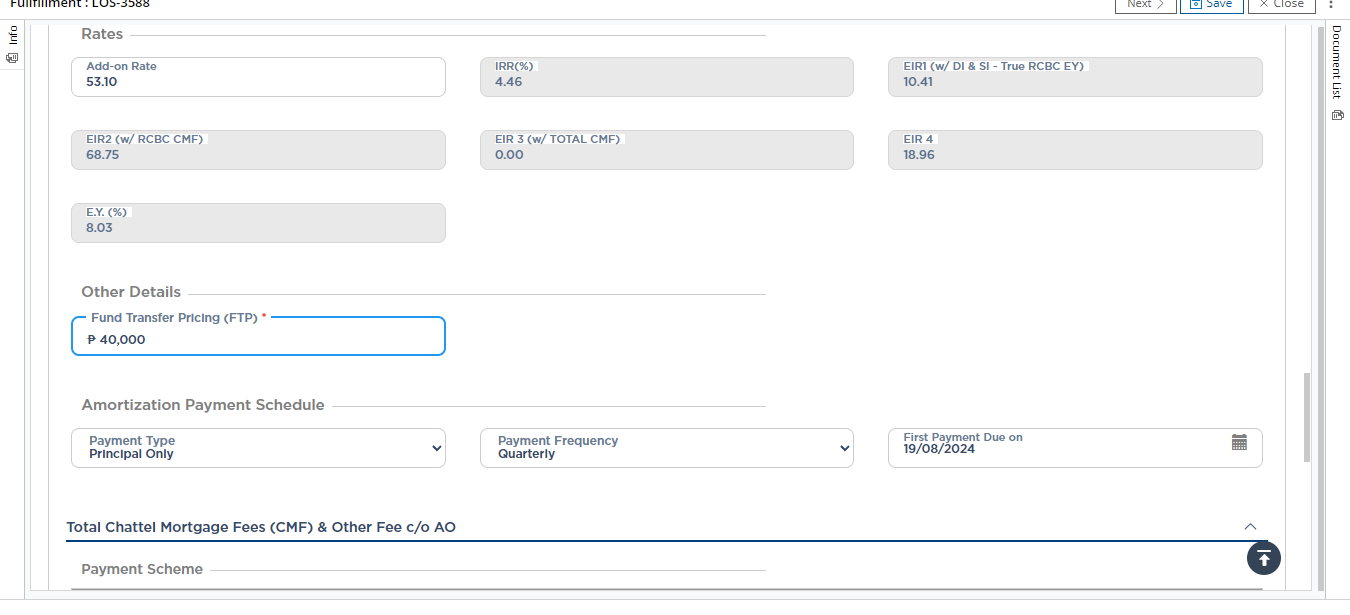 Fullfillment : LOS-3588
Next
Save
Close
Info
Document List
Rates
Add-on Rate
53.10
IRR(%)
4.46
EIR1 (w/ DI & SI - True RCBC EY)
10.41
EIR2 (w/ RCBC CMF)
68.75
EIR 3 (w/ TOTAL CMF)
0.00
EIR 4
18.96
E.Y. (%)
8.03
Other Details
Fund Transfer Pricing (FTP) *
₱ 40,000
Amortization Payment Schedule
Payment Type
Principal Only
Payment Frequency
Quarterly
First Payment Due on
19/08/2024
Total Chattel Mortgage Fees (CMF) & Other Fee c/o AO
Payment Scheme